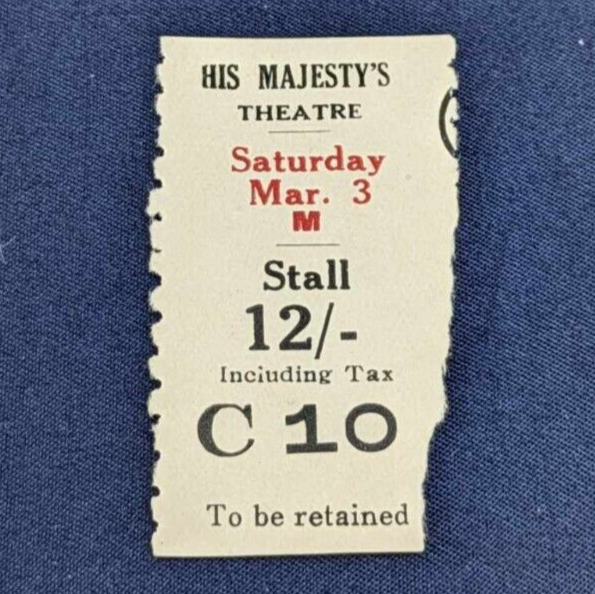 HIS MAJESTY'S
THEATRE
Saturday
Mar. 3
M
Stall
12/-
Including Tax
C 10
To be retained